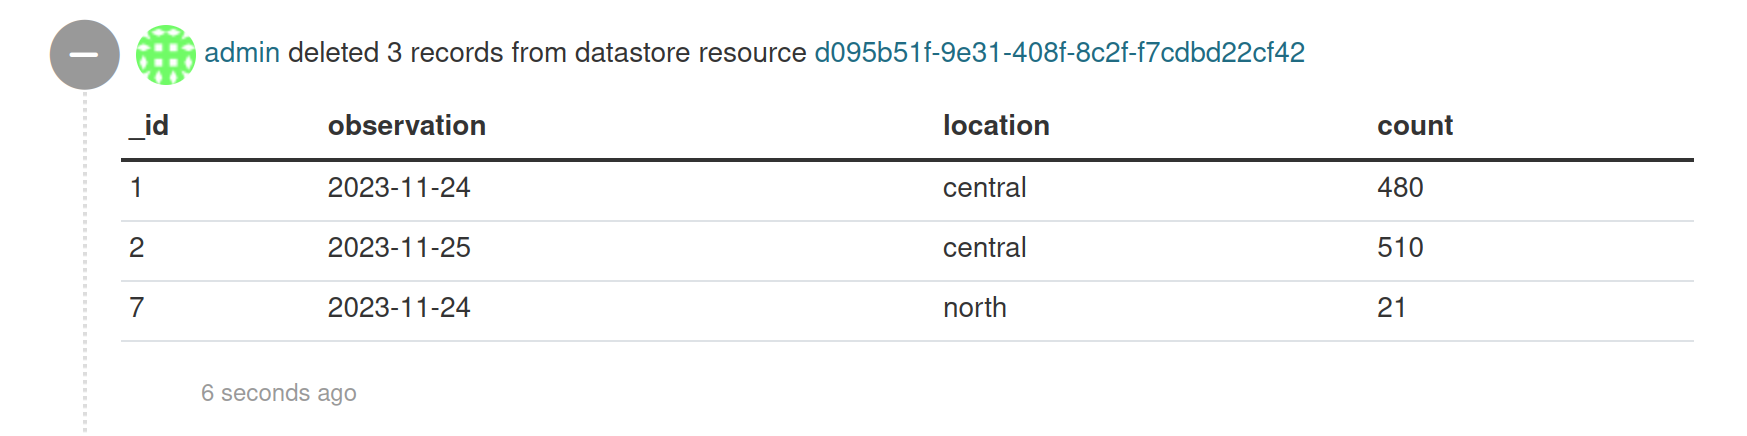 admin deleted 3 records from datastore resource d095b51f-9e31-408f-8c2f-f7cdbd22cf42
_id observation location count
1 2023-11-24 central 480
2 2023-11-25 central 510
7 2023-11-24 north 21
6 seconds ago